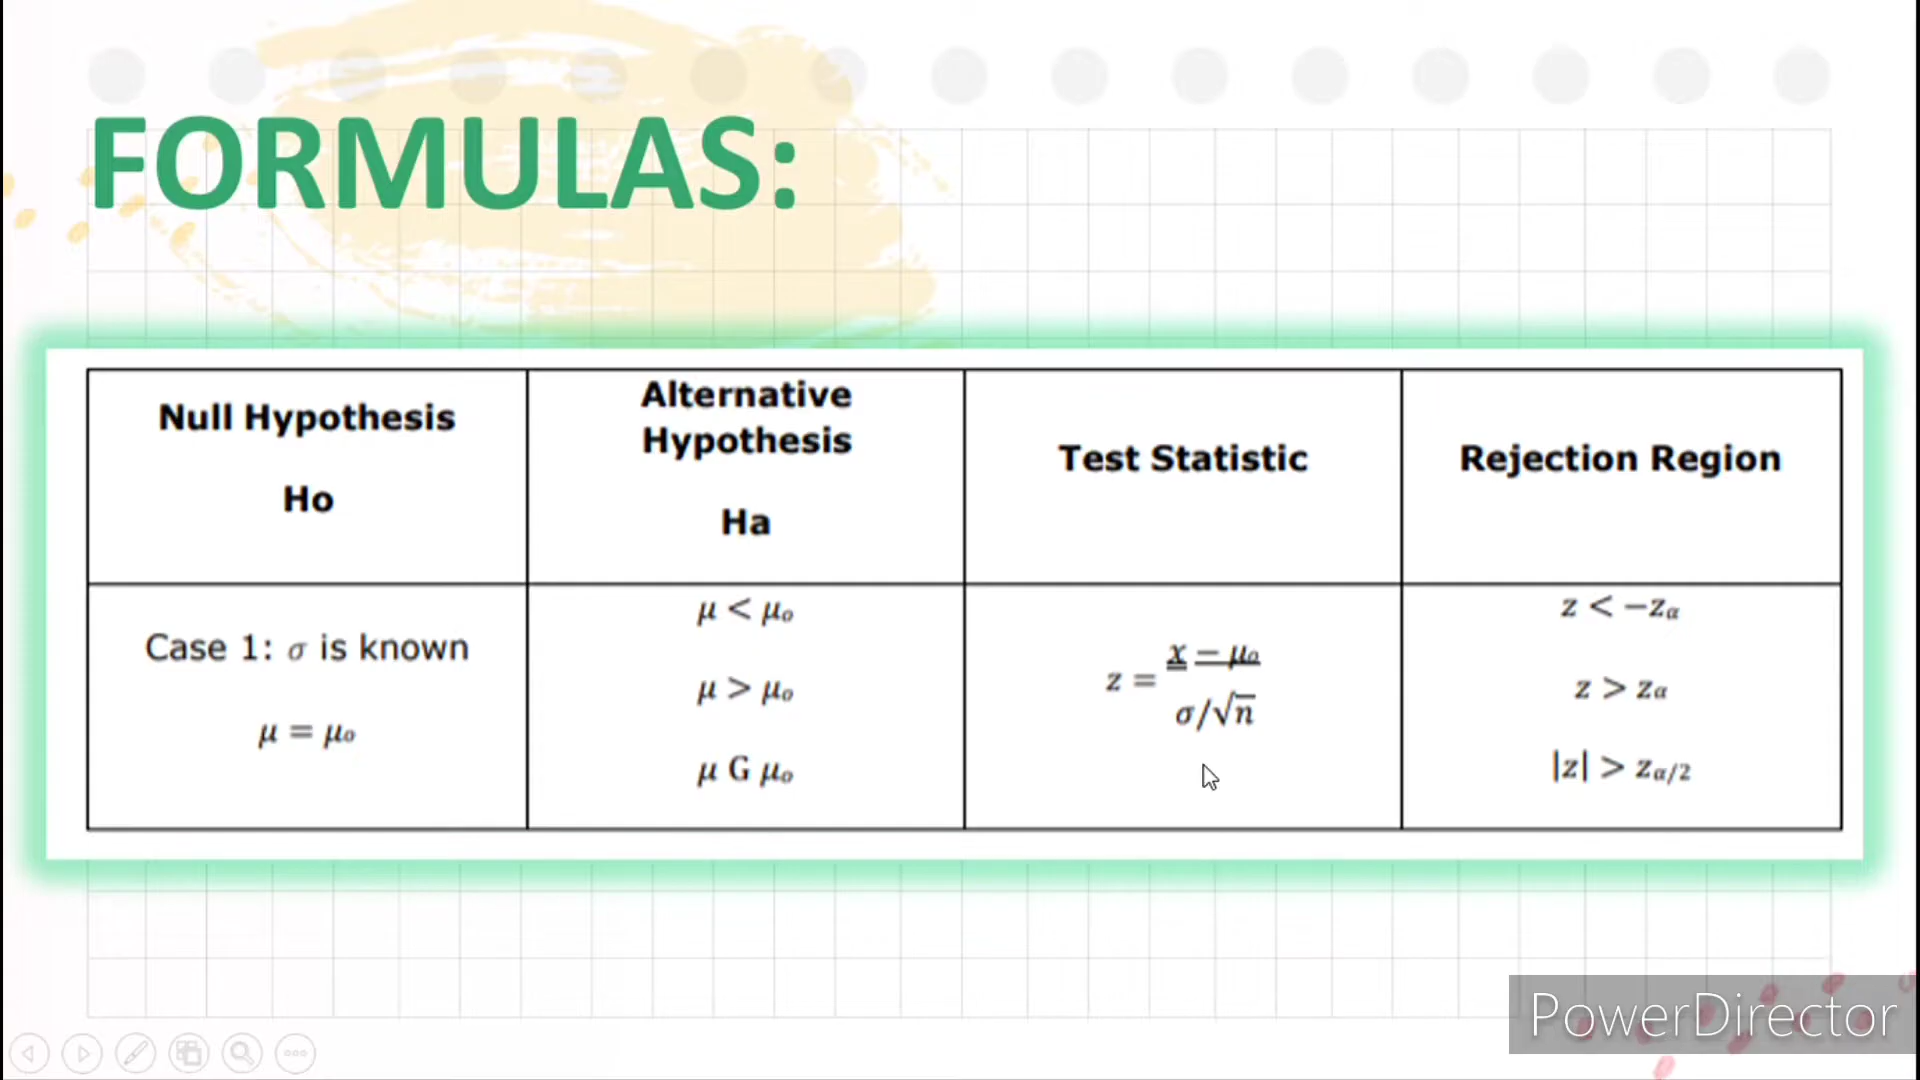 FORMULAS:
Null Hypothesis
Ho
Alternative
Hypothesis
Ha
Test Statistic
Rejection Region
Case 1: σ is known
μ = μₒ
μ < μₒ
μ > μₒ
μ G μₒ
z = x − μₒ
σ/√n
z < −zα
z > zα
|z| > zα/2
PowerDirector